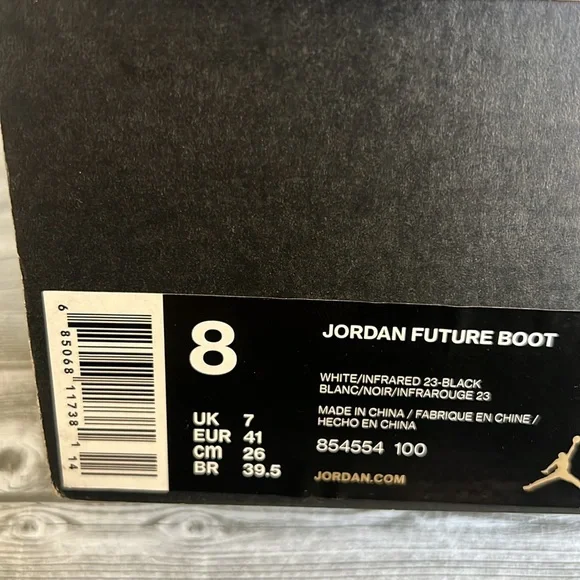 6 85068 11738 1 14
8
UK 7
EUR 41
cm 26
BR 39.5
JORDAN FUTURE BOOT
WHITE/INFRARED 23-BLACK
BLANC/NOIR/INFRAROUGE 23
MADE IN CHINA / FABRIQUE EN CHINE /
HECHO EN CHINA
854554 100
JORDAN.COM